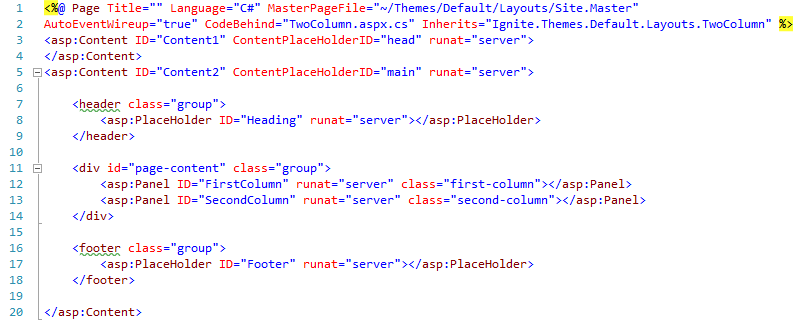 1 <%@ Page Title="" Language="C#" MasterPageFile="~/Themes/Default/Layouts/Site.Master"
2 AutoEventWireup="true" CodeBehind="TwoColumn.aspx.cs" Inherits="Ignite.Themes.Default.Layouts.TwoColumn" %>
3 <asp:Content ID="Content1" ContentPlaceHolderID="head" runat="server">
4 </asp:Content>
5 <asp:Content ID="Content2" ContentPlaceHolderID="main" runat="server">
6
7     <header class="group">
8         <asp:PlaceHolder ID="Heading" runat="server"></asp:PlaceHolder>
9     </header>
10
11     <div id="page-content" class="group">
12         <asp:Panel ID="FirstColumn" runat="server" class="first-column"></asp:Panel>
13         <asp:Panel ID="SecondColumn" runat="server" class="second-column"></asp:Panel>
14     </div>
15
16     <footer class="group">
17         <asp:PlaceHolder ID="Footer" runat="server"></asp:PlaceHolder>
18     </footer>
19
20 </asp:Content>